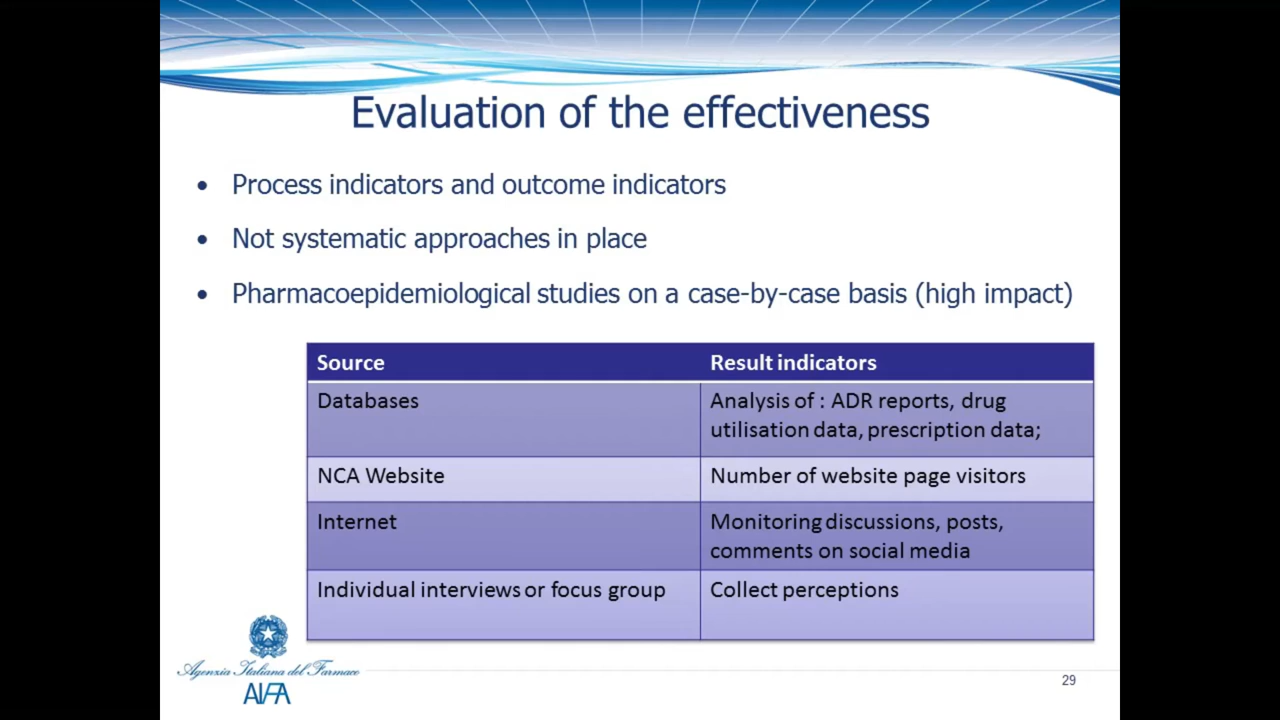 Evaluation of the effectiveness
• Process indicators and outcome indicators
• Not systematic approaches in place
• Pharmacoepidemiological studies on a case-by-case basis (high impact)
Source
Result indicators
Databases
Analysis of : ADR reports, drug
utilisation data, prescription data;
NCA Website
Number of website page visitors
Internet
Monitoring discussions, posts,
comments on social media
Individual interviews or focus group
Collect perceptions
Agenzia Italiana del Farmaco
AIFA
29